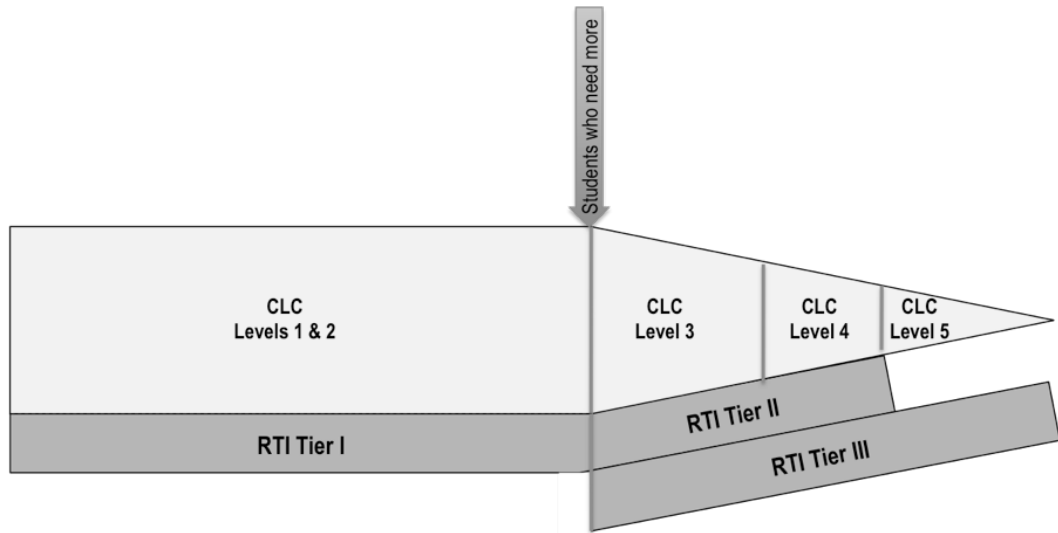 Students who need more
CLC
Levels 1 & 2
CLC
Level 3
CLC
Level 4
CLC
Level 5
RTI Tier I
RTI Tier II
RTI Tier III